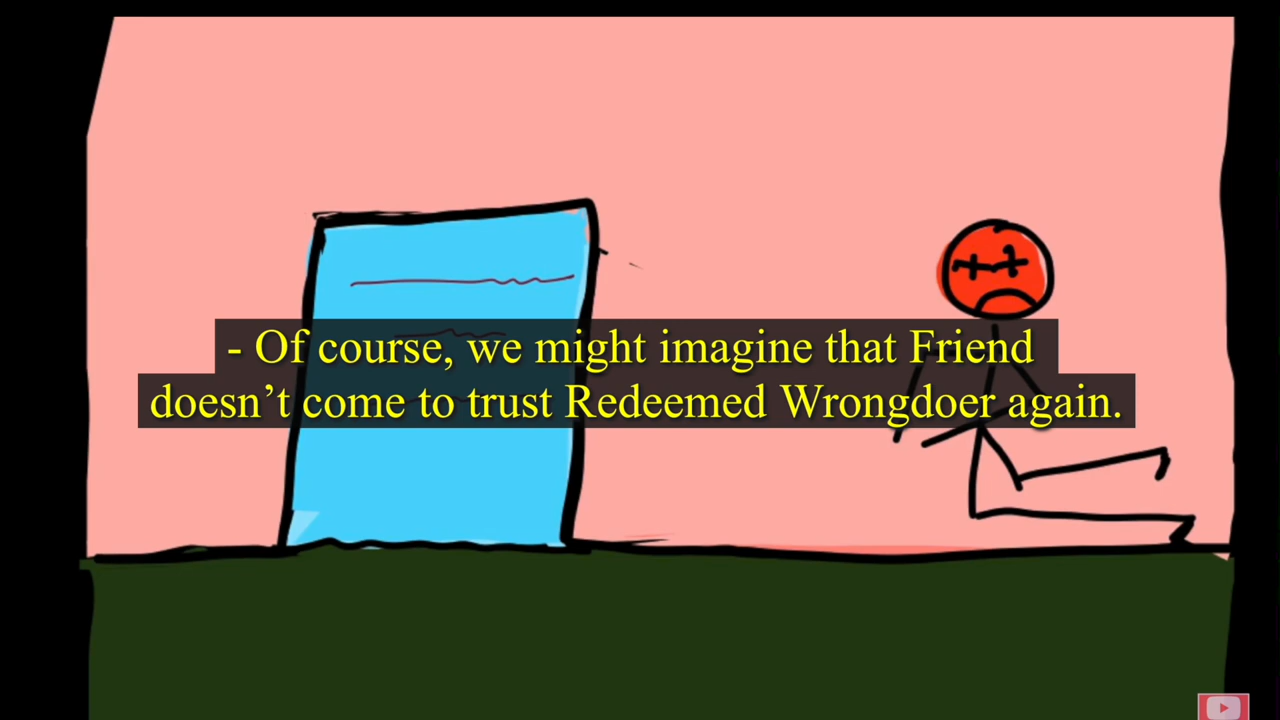 - Of course, we might imagine that Friend
doesn’t come to trust Redeemed Wrongdoer again.